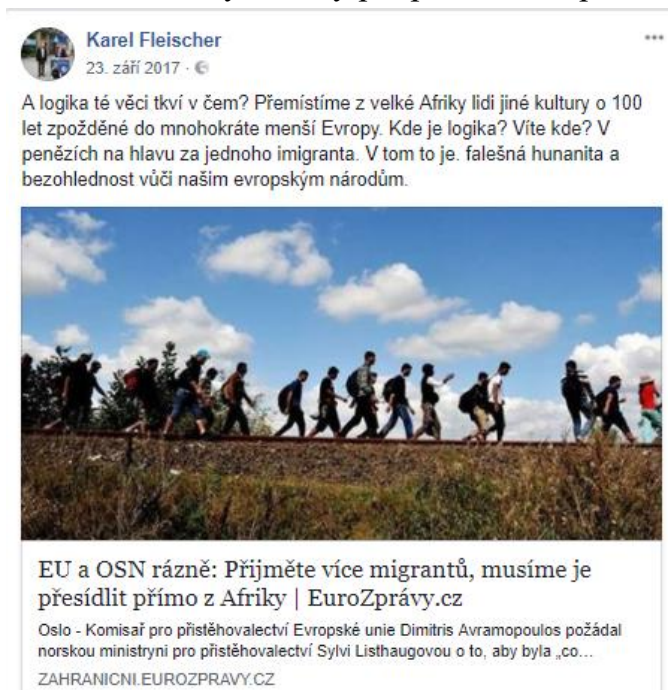 Karel Fleischer
23. září 2017
A logika té věci tkví v čem? Přemístíme z velké Afriky lidi jiné kultury o 100
let zpožděné do mnohokráte menší Evropy. Kde je logika? Víte kde? V
penězích na hlavu za jednoho imigranta. V tom to je. falešná hunanita a
bezohlednost vůči našim evropským národům.
EU a OSN rázně: Přijměte více migrantů, musíme je
přesídlit přímo z Afriky | EuroZprávy.cz
Oslo - Komisař pro přistěhovalectví Evropské unie Dimitris Avramopoulos požádal
norskou ministryni pro přistěhovalectví Sylvi Listhaugovou o to, aby byla „co...
ZAHRANICNI.EUROZPRAVY.CZ